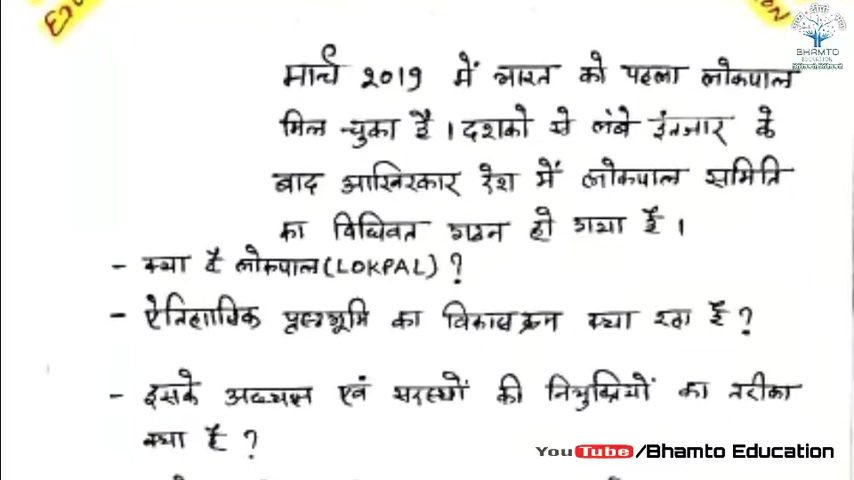 BHAMTO
EDUCATION
मार्च 2019 में भारत को पहला लोकपाल
मिल चुका है । दशको से लंबे इंतजार के
बाद आखिरकार देश में लोकपाल समिति
का विधिवत गठन हो गया है ।
- क्या है लोकपाल (LOKPAL) ?
- ऐतिहासिक पृष्ठभूमि का विकासक्रम क्या रहा है ?
- इसके अध्यक्ष एवं सदस्यों की नियुक्तियों का तरीका
क्या है ?
YouTube/Bhamto Education